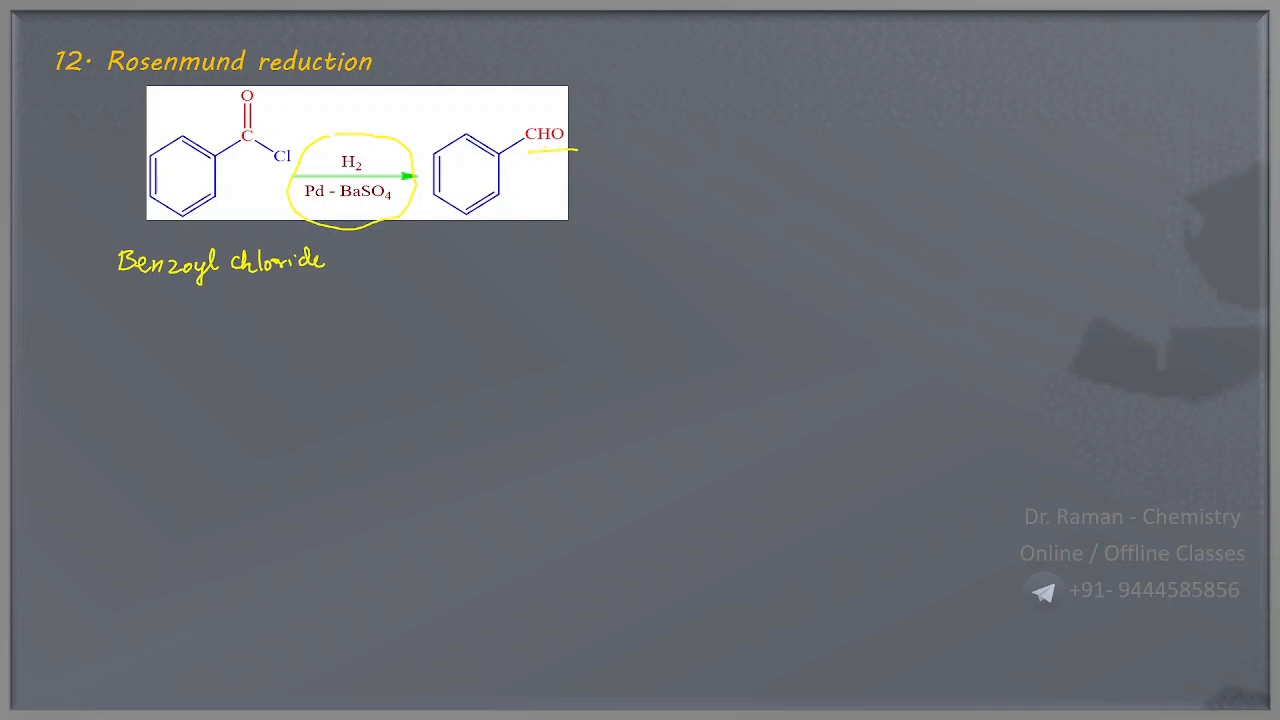 12. Rosenmund reduction
O
C
Cl
H₂
Pd - BaSO₄
CHO
Benzoyl chloride
Dr. Raman - Chemistry
Online / Offline Classes
+91- 9444585856